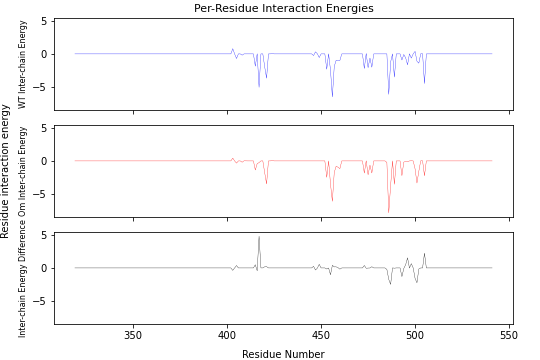 Per-Residue Interaction Energies
Residue interaction energy
WT Inter-chain Energy
5
0
−5
Om Inter-chain Energy
5
0
−5
Inter-chain Energy Difference
5
0
−5
350
400
450
500
550
Residue Number